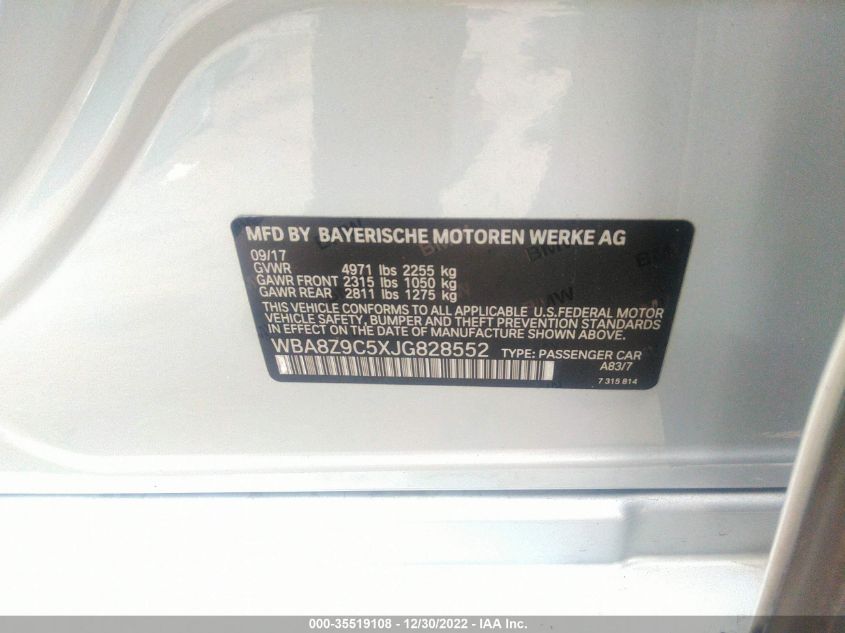 MFD BY BAYERISCHE MOTOREN WERKE AG
09/17
GVWR 4971 lbs 2255 kg
GAWR FRONT 2315 lbs 1050 kg
GAWR REAR 2811 lbs 1275 kg
THIS VEHICLE CONFORMS TO ALL APPLICABLE U.S.FEDERAL MOTOR
VEHICLE SAFETY, BUMPER AND THEFT PREVENTION STANDARDS
IN EFFECT ON THE DATE OF MANUFACTURE SHOWN ABOVE.
WBA8Z9C5XJG828552 TYPE: PASSENGER CAR
A83/7
7 315 814
000-35519108 - 12/30/2022 - IAA Inc.